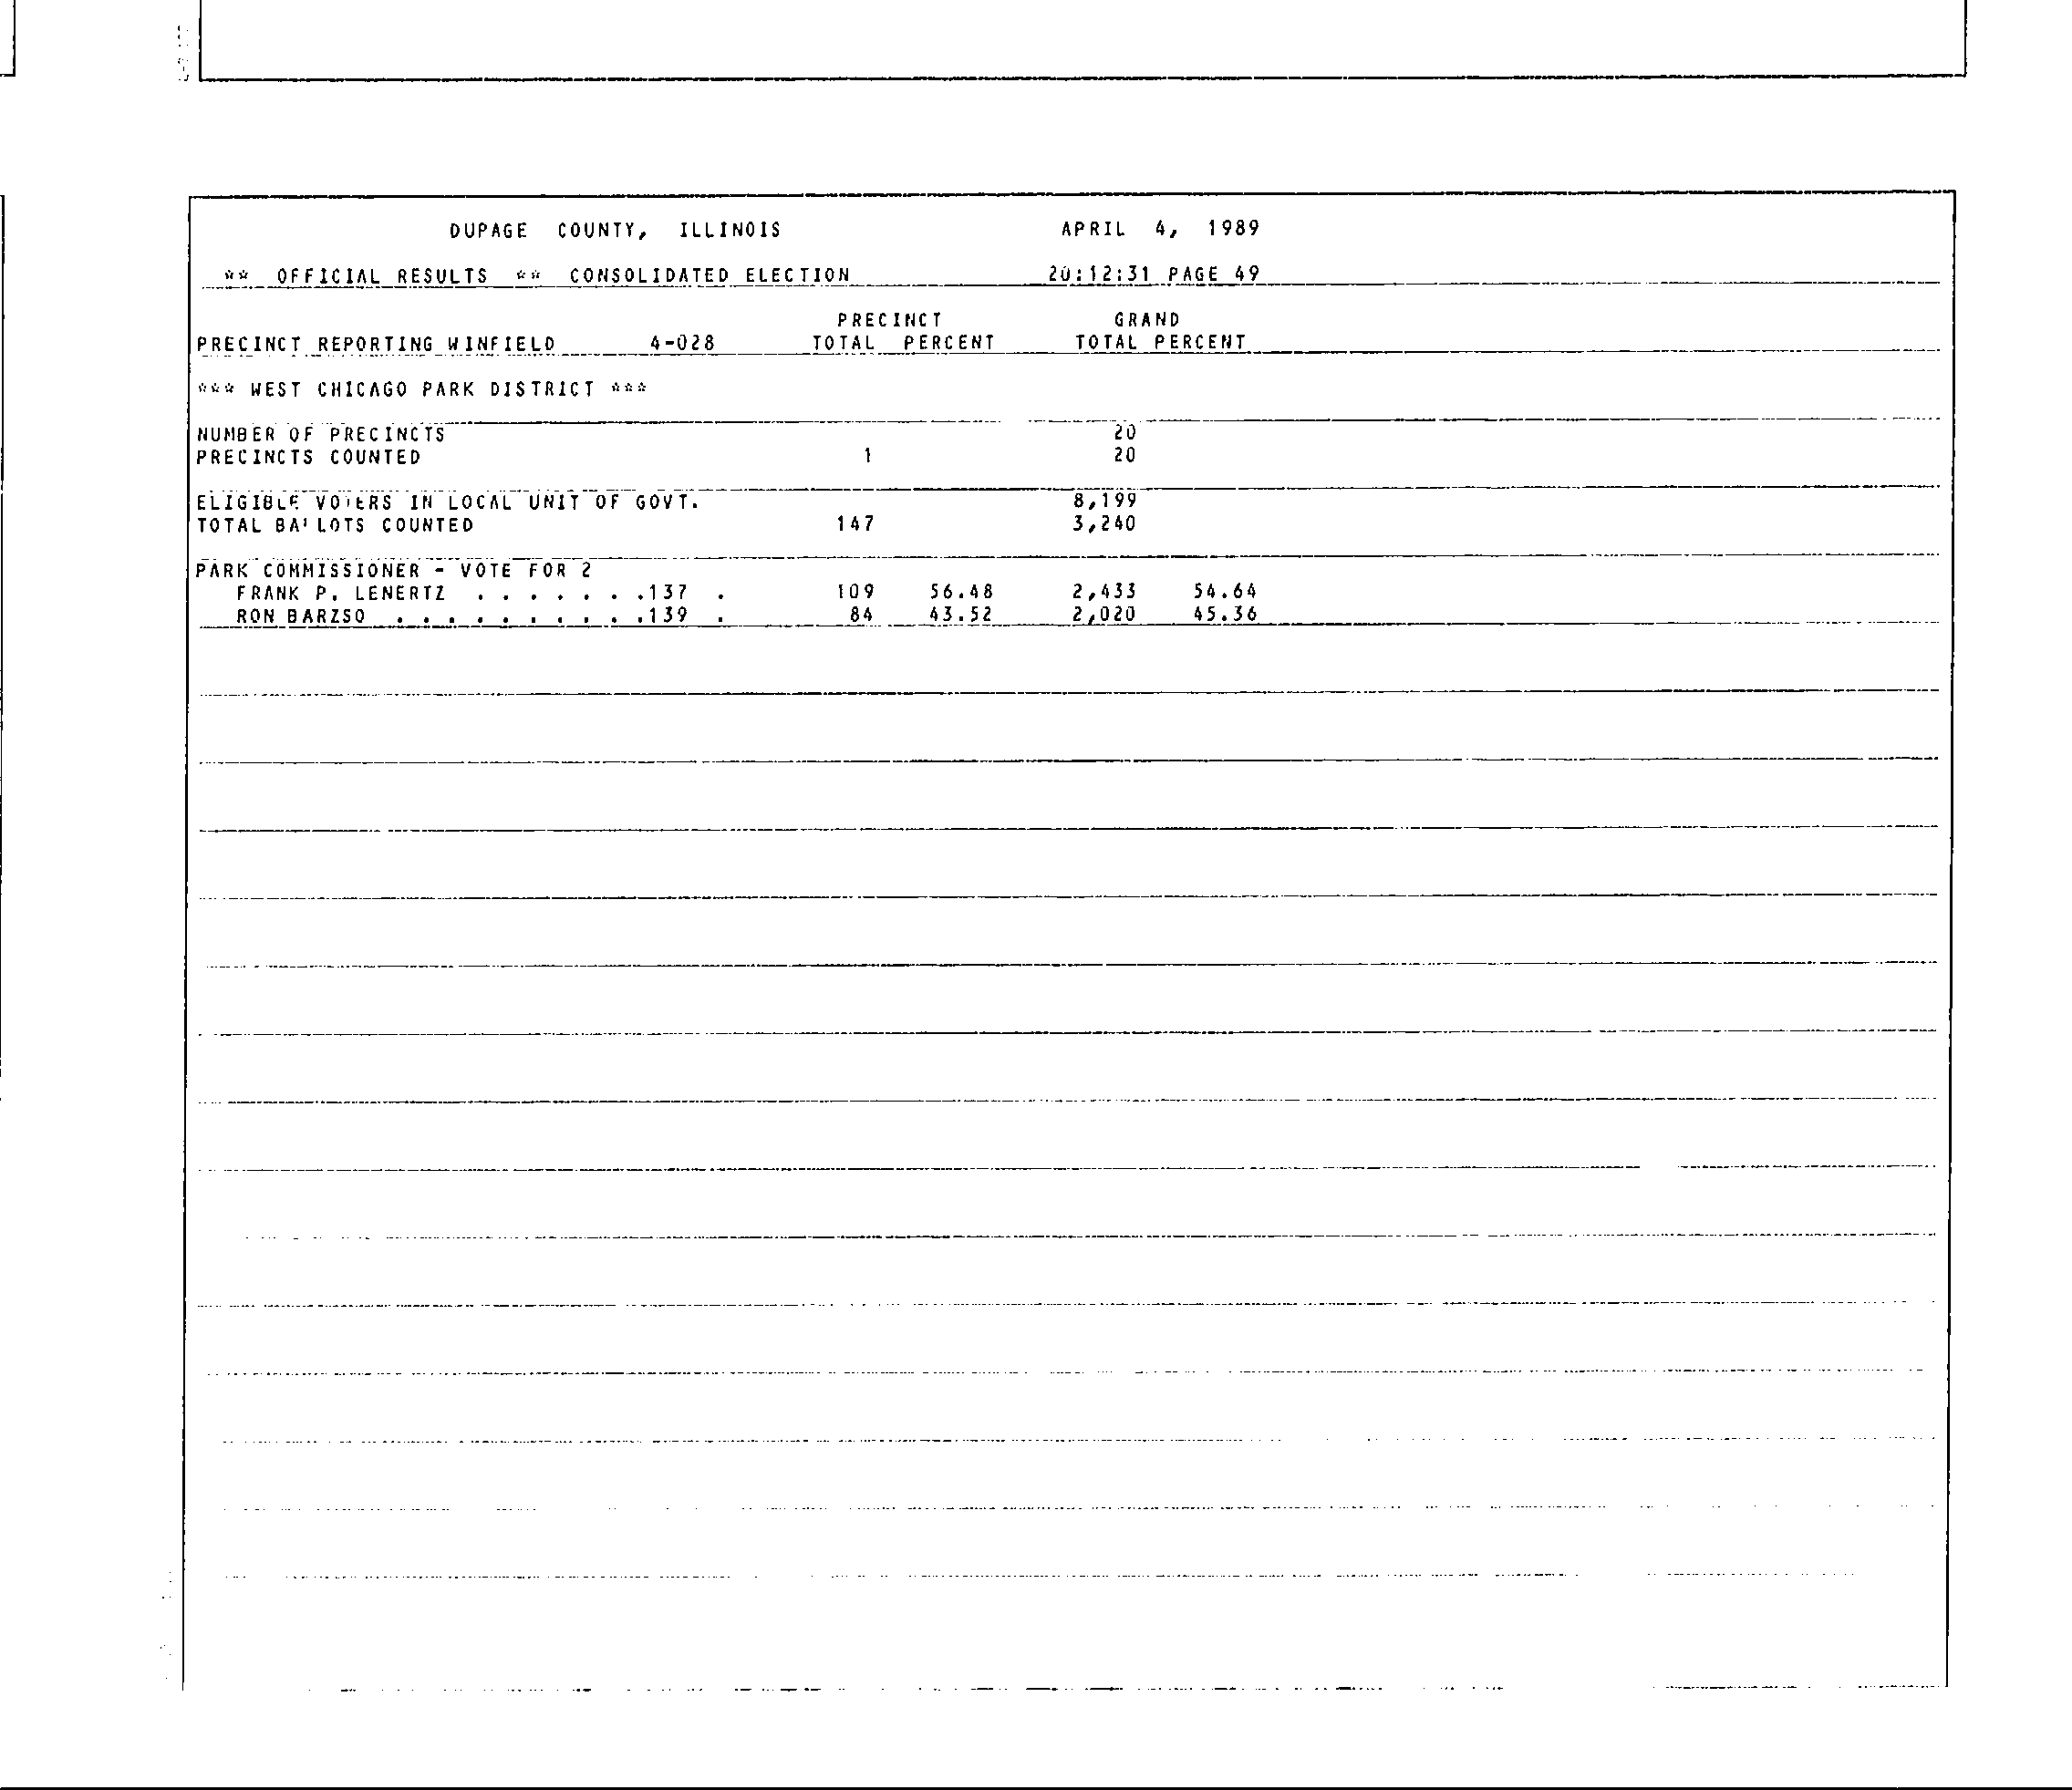 DUPAGE COUNTY, ILLINOIS APRIL 4, 1989
** OFFICIAL RESULTS ** CONSOLIDATED ELECTION 20:12:31 PAGE 49
PRECINCT GRAND
PRECINCT REPORTING WINFIELD 4-028 TOTAL PERCENT TOTAL PERCENT
*** WEST CHICAGO PARK DISTRICT ***
NUMBER OF PRECINCTS 20
PRECINCTS COUNTED 1 20
ELIGIBLE VOTERS IN LOCAL UNIT OF GOVT. 8,199
TOTAL BALLOTS COUNTED 147 3,240
PARK COMMISSIONER - VOTE FOR 2
FRANK P. LENERTZ . . . . . . .137 . 109 56.48 2,433 54.64
RON BARZSO . . . . . . . . . .139 . 84 43.52 2,020 45.36